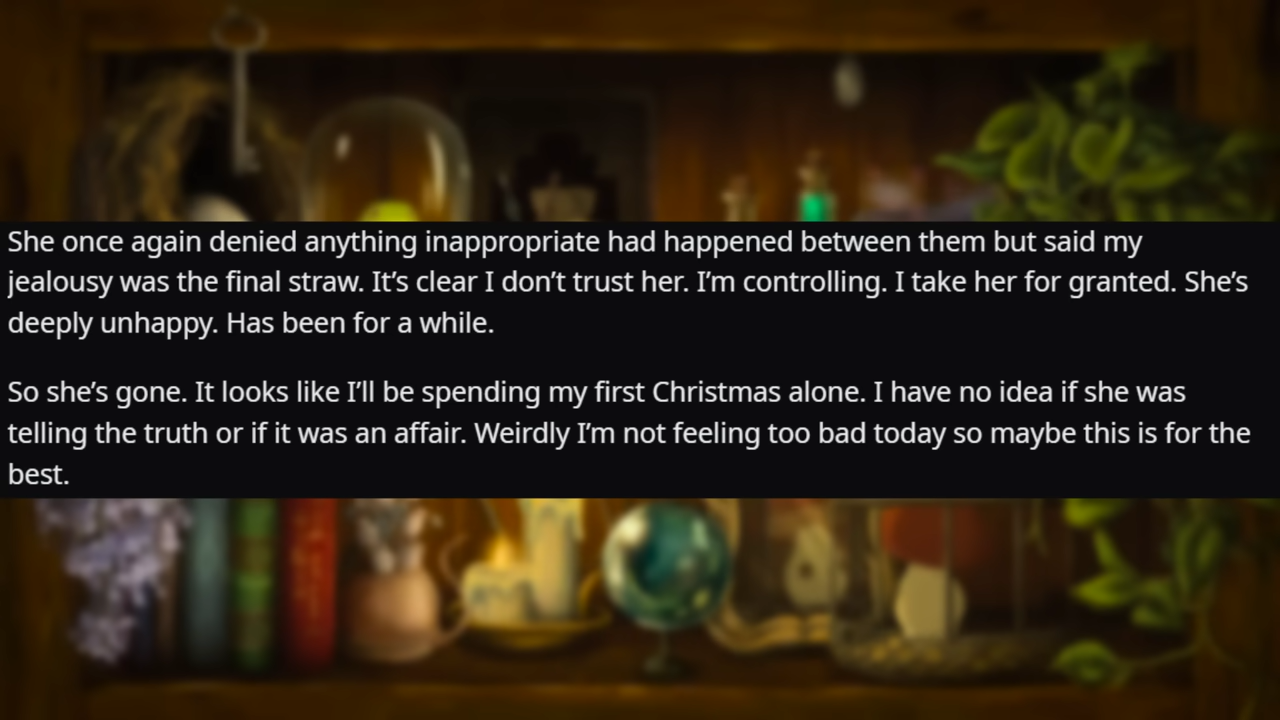 She once again denied anything inappropriate had happened between them but said my
jealousy was the final straw. It’s clear I don’t trust her. I’m controlling. I take her for granted. She’s
deeply unhappy. Has been for a while.
So she’s gone. It looks like I’ll be spending my first Christmas alone. I have no idea if she was
telling the truth or if it was an affair. Weirdly I’m not feeling too bad today so maybe this is for the
best.